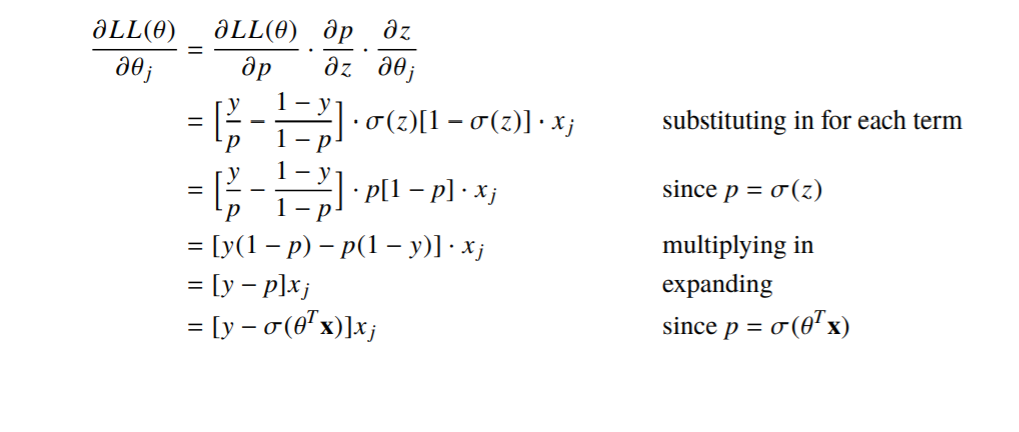 ∂LL(θ)/∂θ_j = ∂LL(θ)/∂p · ∂p/∂z · ∂z/∂θ_j
= [y/p − (1 − y)/(1 − p)] · σ(z)[1 − σ(z)] · x_j substituting in for each term
= [y/p − (1 − y)/(1 − p)] · p[1 − p] · x_j since p = σ(z)
= [y(1 − p) − p(1 − y)] · x_j multiplying in
= [y − p]x_j expanding
= [y − σ(θ^T x)]x_j since p = σ(θ^T x)